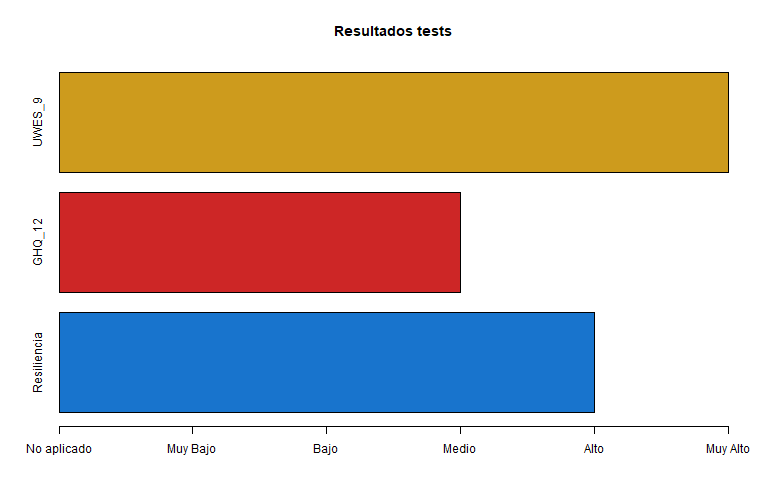 Resultados tests
UWES_9
GHQ_12
Resiliencia
No aplicado
Muy Bajo
Bajo
Medio
Alto
Muy Alto